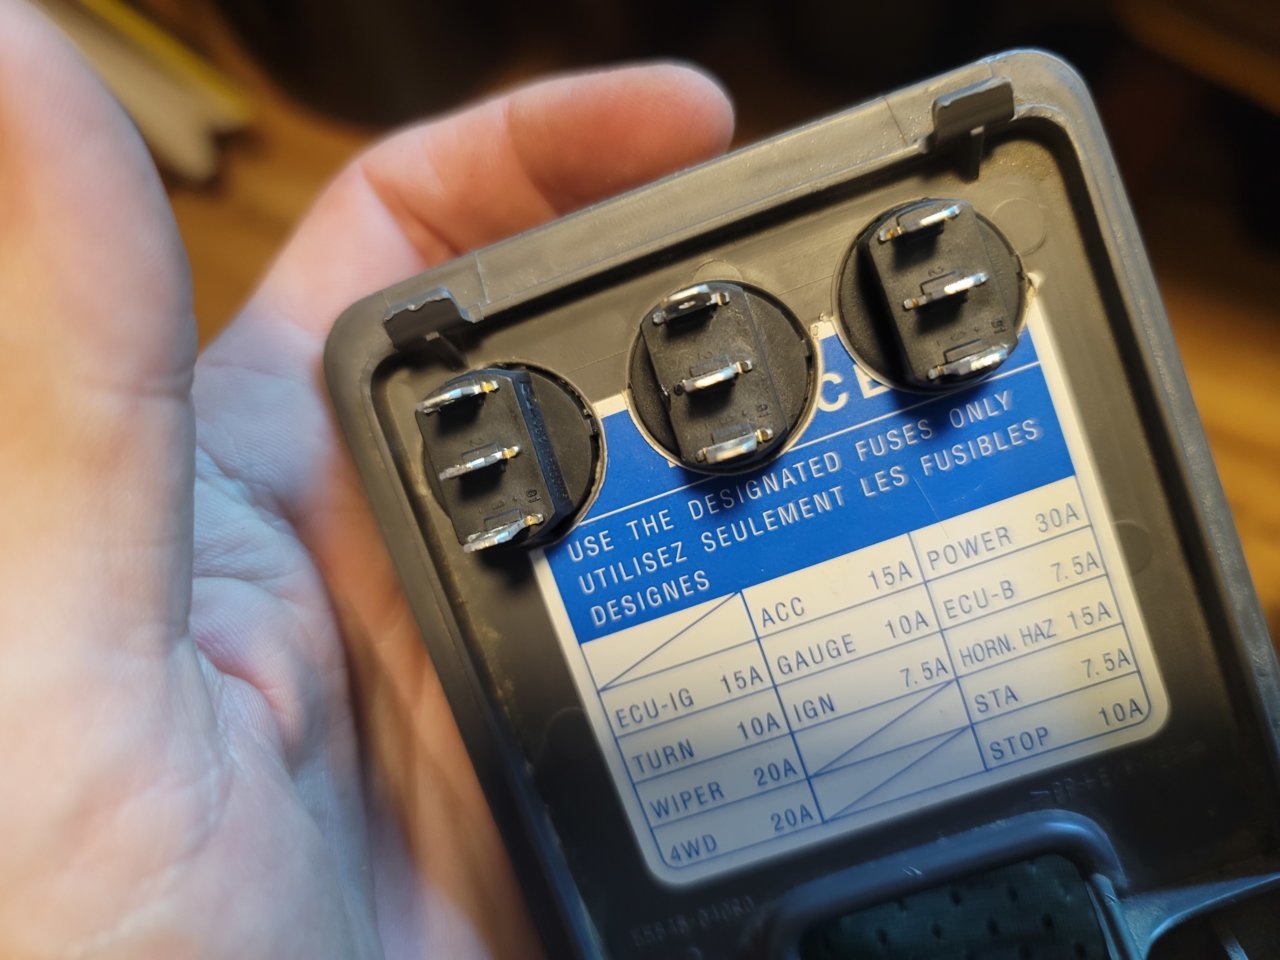 CE
USE THE DESIGNATED FUSES ONLY
UTILISEZ SEULEMENT LES FUSIBLES
DESIGNES
ACC 15A POWER 30A
ECU-IG 15A GAUGE 10A ECU-B 7.5A
TURN 10A IGN 7.5A HORN. HAZ 15A
WIPER 20A STA 7.5A
4WD 20A STOP 10A